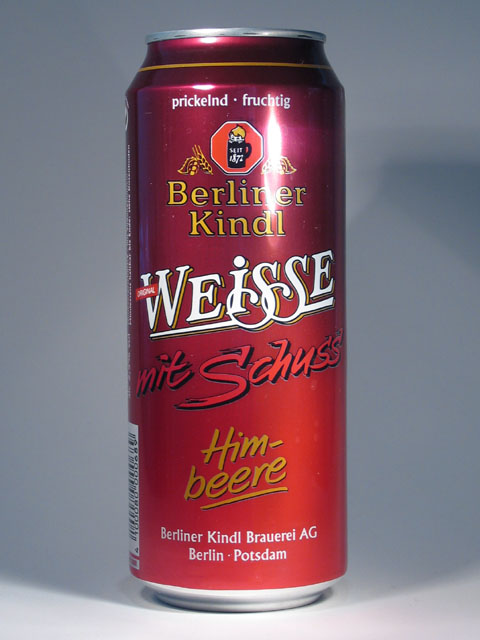 prickelnd · fruchtig
SEIT
1872
Berliner
Kindl
ORIGINAL
WEISSE
mit Schuss
Him-
beere
Berliner Kindl Brauerei AG
Berlin · Potsdam